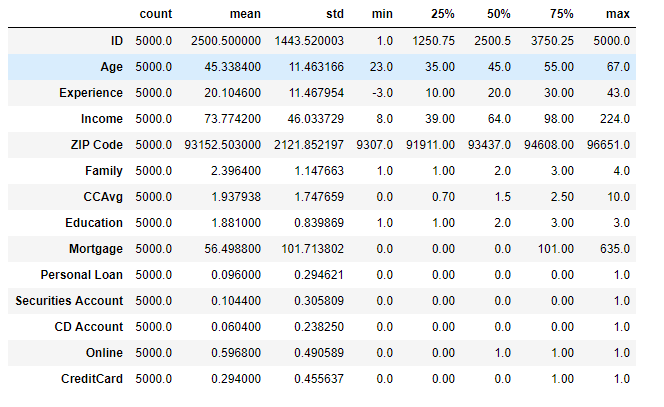 count mean std min 25% 50% 75% max
ID 5000.0 2500.500000 1443.520003 1.0 1250.75 2500.5 3750.25 5000.0
Age 5000.0 45.338400 11.463166 23.0 35.00 45.0 55.00 67.0
Experience 5000.0 20.104600 11.467954 -3.0 10.00 20.0 30.00 43.0
Income 5000.0 73.774200 46.033729 8.0 39.00 64.0 98.00 224.0
ZIP Code 5000.0 93152.503000 2121.852197 9307.0 91911.00 93437.0 94608.00 96651.0
Family 5000.0 2.396400 1.147663 1.0 1.00 2.0 3.00 4.0
CCAvg 5000.0 1.937938 1.747659 0.0 0.70 1.5 2.50 10.0
Education 5000.0 1.881000 0.839869 1.0 1.00 2.0 3.00 3.0
Mortgage 5000.0 56.498800 101.713802 0.0 0.00 0.0 101.00 635.0
Personal Loan 5000.0 0.096000 0.294621 0.0 0.00 0.0 0.00 1.0
Securities Account 5000.0 0.104400 0.305809 0.0 0.00 0.0 0.00 1.0
CD Account 5000.0 0.060400 0.238250 0.0 0.00 0.0 0.00 1.0
Online 5000.0 0.596800 0.490589 0.0 0.00 1.0 1.00 1.0
CreditCard 5000.0 0.294000 0.455637 0.0 0.00 0.0 1.00 1.0